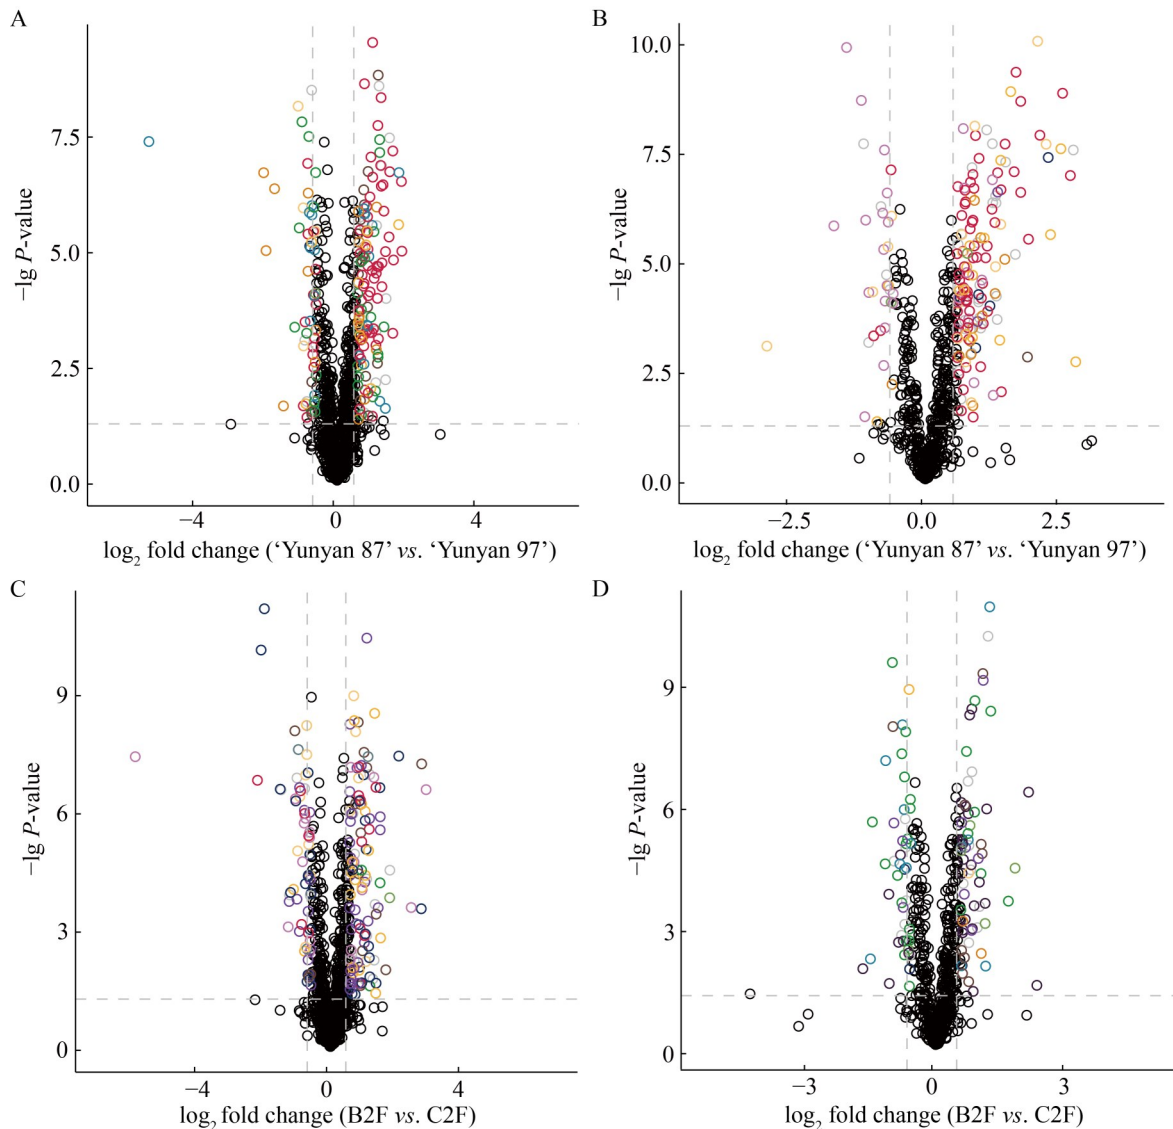 A
B
−lg P-value
7.5
5.0
2.5
0.0
−4
0
4
log2 fold change (‘Yunyan 87’ vs. ‘Yunyan 97’)
−lg P-value
10.0
7.5
5.0
2.5
0.0
−2.5
0.0
2.5
log2 fold change (‘Yunyan 87’ vs. ‘Yunyan 97’)
C
D
−lg P-value
9
6
3
0
−4
0
4
log2 fold change (B2F vs. C2F)
−lg P-value
9
6
3
0
−3
0
3
log2 fold change (B2F vs. C2F)